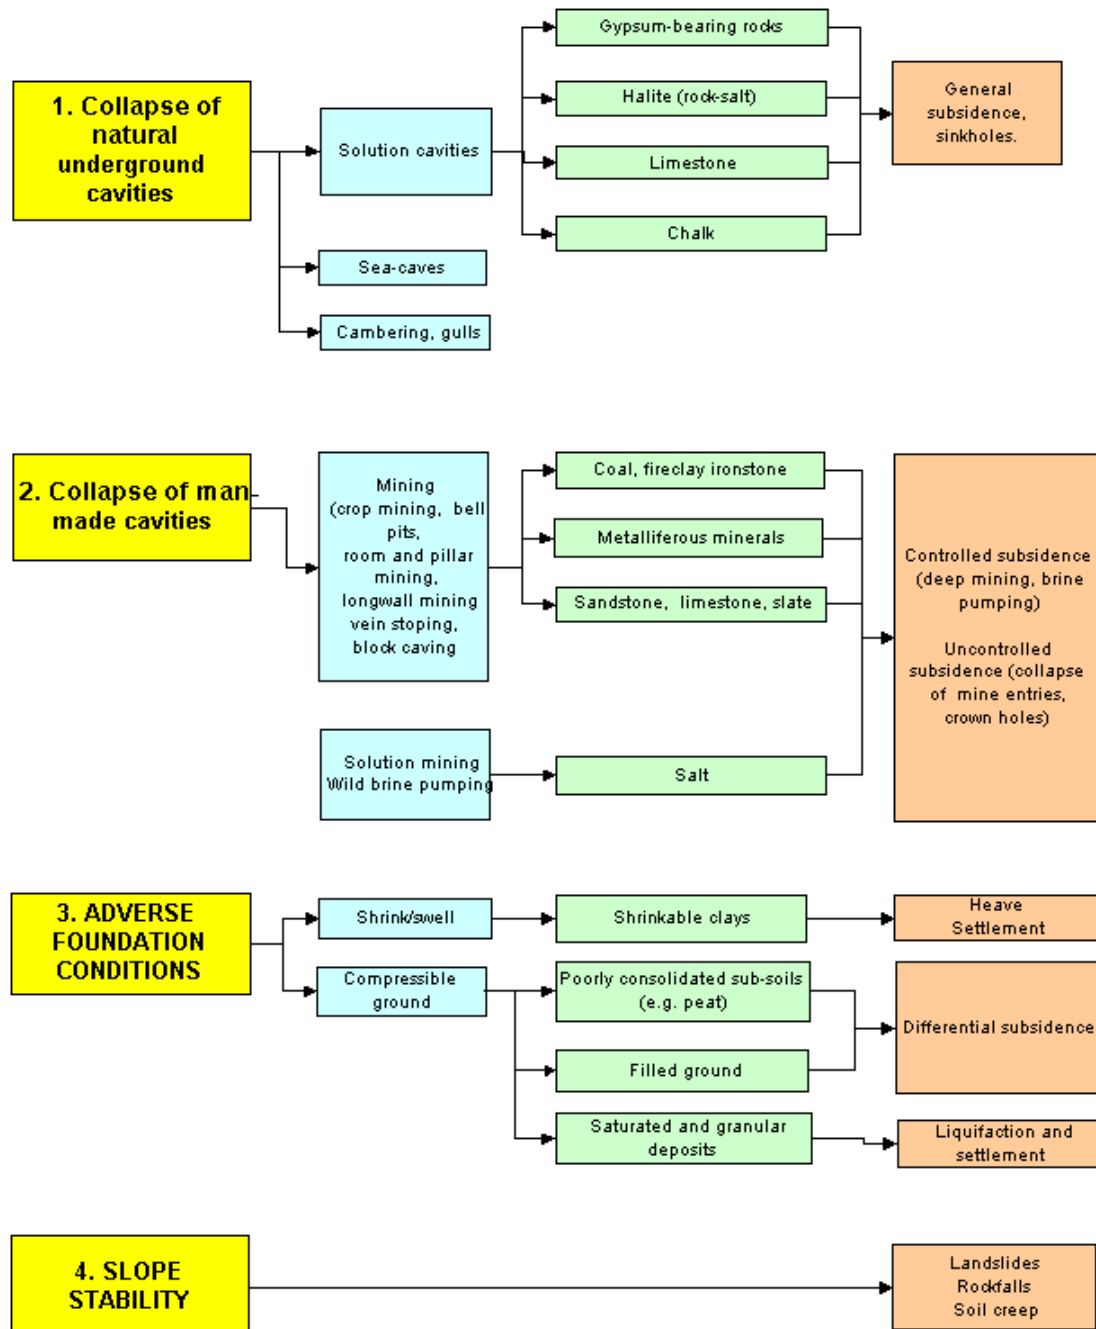 1. Collapse of
natural
underground
cavities
Solution cavities
Sea-caves
Cambering, gulls
Gypsum-bearing rocks
Halite (rock-salt)
Limestone
Chalk
General
subsidence,
sinkholes.
2. Collapse of man-
made cavities
Mining
(crop mining, bell
pits,
room and pillar
mining,
longwall mining
vein stoping,
block caving
Solution mining
Wild brine pumping
Coal, fireclay ironstone
Metalliferous minerals
Sandstone, limestone, slate
Salt
Controlled subsidence
(deep mining, brine
pumping)
Uncontrolled
subsidence (collapse
of mine entries,
crown holes)
3. ADVERSE
FOUNDATION
CONDITIONS
Shrink/swell
Compressible
ground
Shrinkable clays
Poorly consolidated sub-soils
(e.g. peat)
Filled ground
Saturated and granular
deposits
Heave
Settlement
Differential subsidence
Liquifaction and
settlement
4. SLOPE
STABILITY
Landslides
Rockfalls
Soil creep